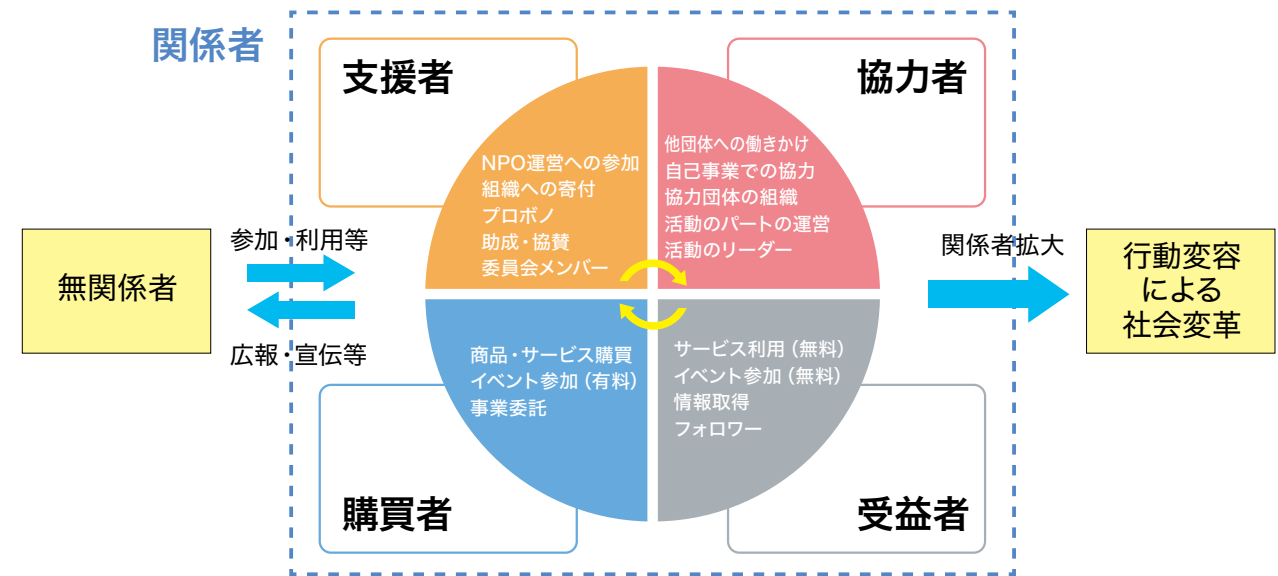 関係者
支援者
協力者
NPO運営への参加
組織への寄付
プロボノ
助成・協賛
委員会メンバー
他団体への働きかけ
自己事業での協力
協力団体の組織
活動のパートの運営
活動のリーダー
無関係者
参加・利用等
広報・宣伝等
関係者拡大
行動変容
による
社会変革
商品・サービス購買
イベント参加（有料）
事業委託
サービス利用（無料）
イベント参加（無料）
情報取得
フォロワー
購買者
受益者